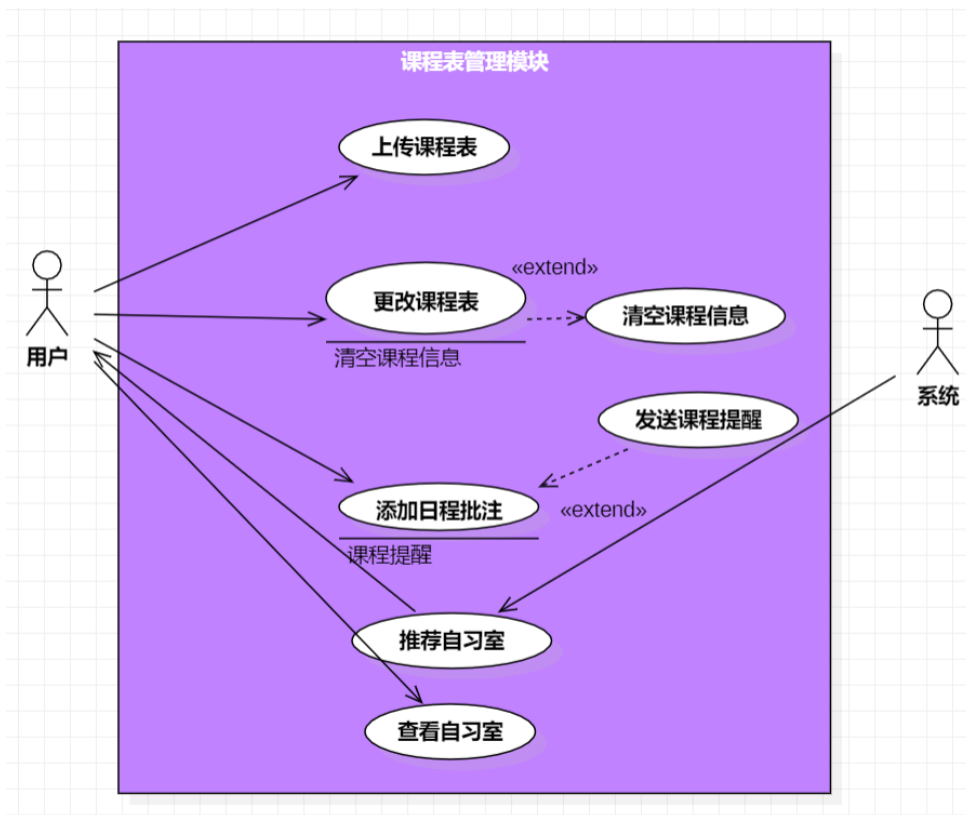 课程表管理模块
上传课程表
«extend»
更改课程表
清空课程信息
清空课程信息
用户
系统
发送课程提醒
添加日程批注
«extend»
课程提醒
推荐自习室
查看自习室